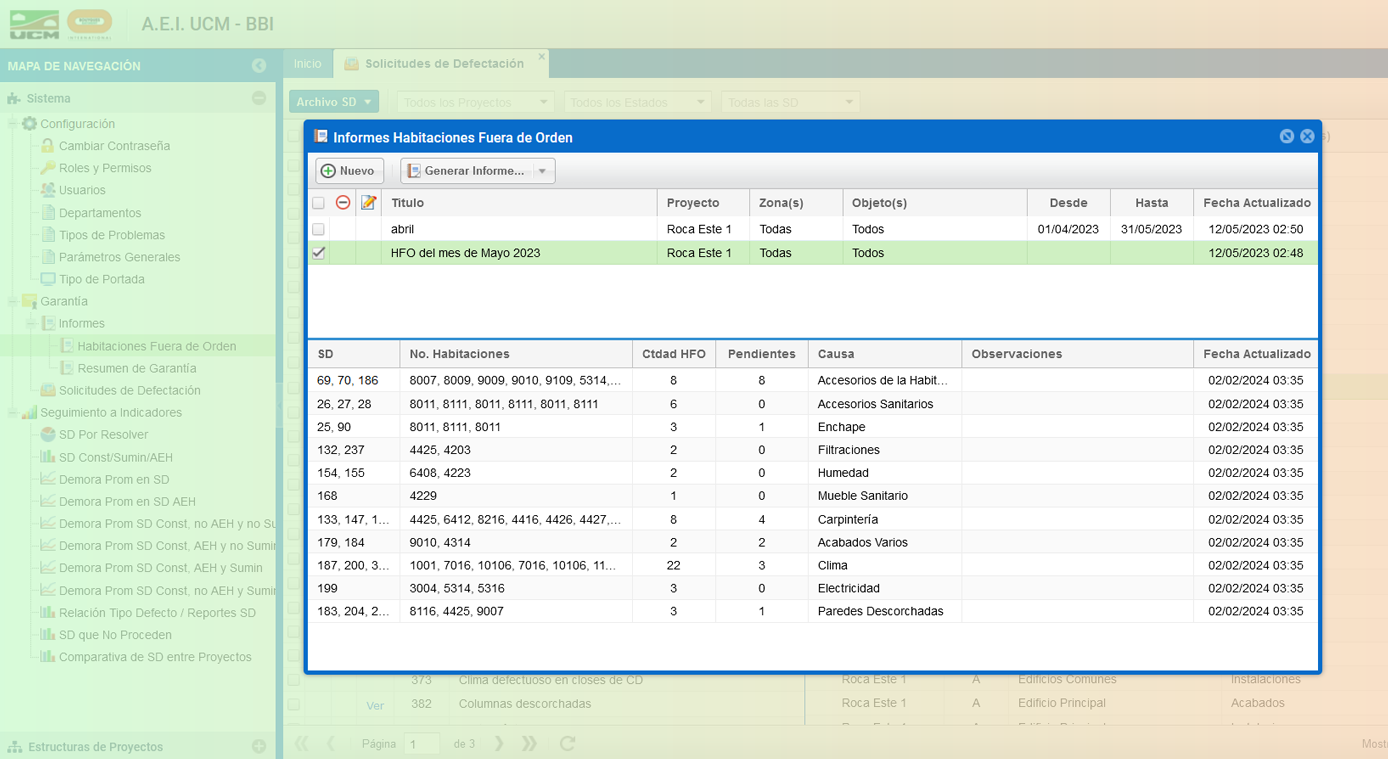 UCM
INTERNATIONAL
A.E.I. UCM - BBI
MAPA DE NAVEGACIÓN
Inicio
Solicitudes de Defectación
Sistema
Archivo SD
Todos los Proyectos
Todos los Estados
Todas las SD
Configuración
Cambiar Contraseña
Roles y Permisos
Usuarios
Departamentos
Tipos de Problemas
Parámetros Generales
Tipo de Portada
Garantía
Informes
Habitaciones Fuera de Orden
Resumen de Garantía
Solicitudes de Defectación
Seguimiento a Indicadores
SD Por Resolver
SD Const/Sumin/AEH
Demora Prom en SD
Demora Prom en SD AEH
Demora Prom SD Const, no AEH y no Su
Demora Prom SD Const, AEH y no Sumin
Demora Prom SD Const, AEH y Sumin
Demora Prom SD Const, no AEH y Sumin
Relación Tipo Defecto / Reportes SD
SD que No Proceden
Comparativa de SD entre Proyectos
Estructuras de Proyectos
Informes Habitaciones Fuera de Orden
Nuevo
Generar Informe...
Titulo Proyecto Zona(s) Objeto(s) Desde Hasta Fecha Actualizado
abril Roca Este 1 Todas Todos 01/04/2023 31/05/2023 12/05/2023 02:50
HFO del mes de Mayo 2023 Roca Este 1 Todas Todos 12/05/2023 02:48
SD No. Habitaciones Ctdad HFO Pendientes Causa Observaciones Fecha Actualizado
69, 70, 186 8007, 8009, 9009, 9010, 9109, 5314,... 8 8 Accesorios de la Habit... 02/02/2024 03:35
26, 27, 28 8011, 8111, 8011, 8111, 8011, 8111 6 0 Accesorios Sanitarios 02/02/2024 03:35
25, 90 8011, 8111, 8011 3 1 Enchape 02/02/2024 03:35
132, 237 4425, 4203 2 0 Filtraciones 02/02/2024 03:35
154, 155 6408, 4223 2 0 Humedad 02/02/2024 03:35
168 4229 1 0 Mueble Sanitario 02/02/2024 03:35
133, 147, 1... 4425, 6412, 8216, 4416, 4426, 4427,... 8 4 Carpintería 02/02/2024 03:35
179, 184 9010, 4314 2 2 Acabados Varios 02/02/2024 03:35
187, 200, 3... 1001, 7016, 10106, 7016, 10106, 11... 22 3 Clima 02/02/2024 03:35
199 3004, 5314, 5316 3 0 Electricidad 02/02/2024 03:35
183, 204, 2... 8116, 4425, 9007 3 1 Paredes Descorchadas 02/02/2024 03:35
373 Clima defectuoso en closes de CD Roca Este 1 A Edificios Comunes Instalaciones
Ver 382 Columnas descorchadas Roca Este 1 A Edificio Principal Acabados
Página 1 de 3
Mostr